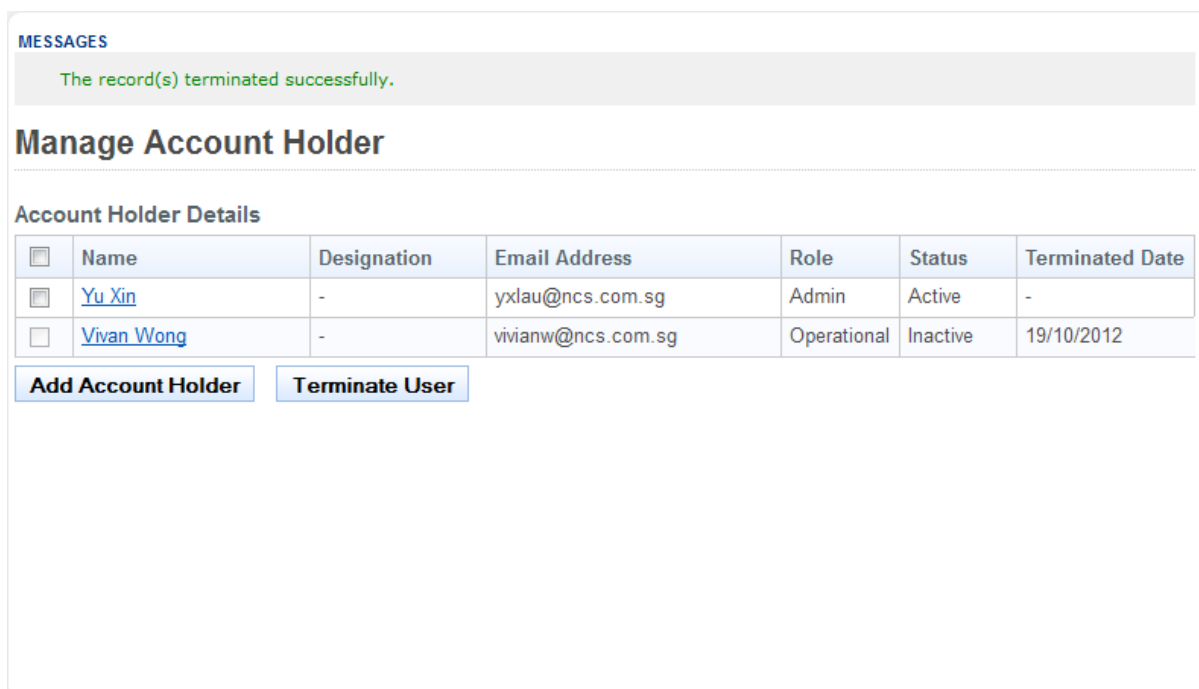 MESSAGES
The record(s) terminated successfully.
Manage Account Holder
Account Holder Details
Name Designation Email Address Role Status Terminated Date
Yu Xin - yxlau@ncs.com.sg Admin Active -
Vivan Wong - vivianw@ncs.com.sg Operational Inactive 19/10/2012
Add Account Holder Terminate User